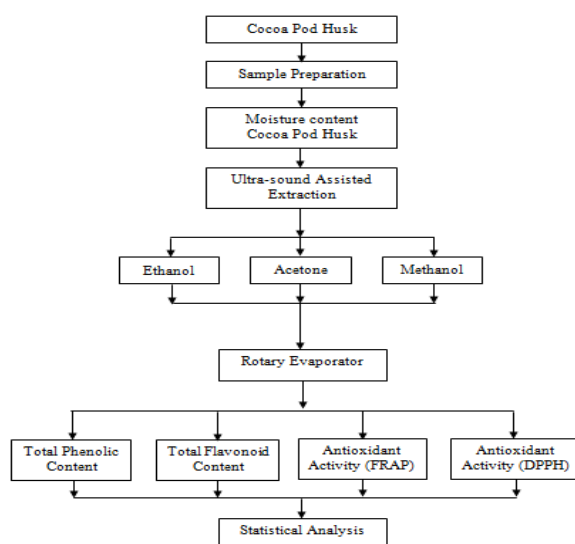 Cocoa Pod Husk
Sample Preparation
Moisture content
Cocoa Pod Husk
Ultra-sound Assisted
Extraction
Ethanol
Acetone
Methanol
Rotary Evaporator
Total Phenolic
Content
Total Flavonoid
Content
Antioxidant
Activity (FRAP)
Antioxidant
Activity (DPPH)
Statistical Analysis